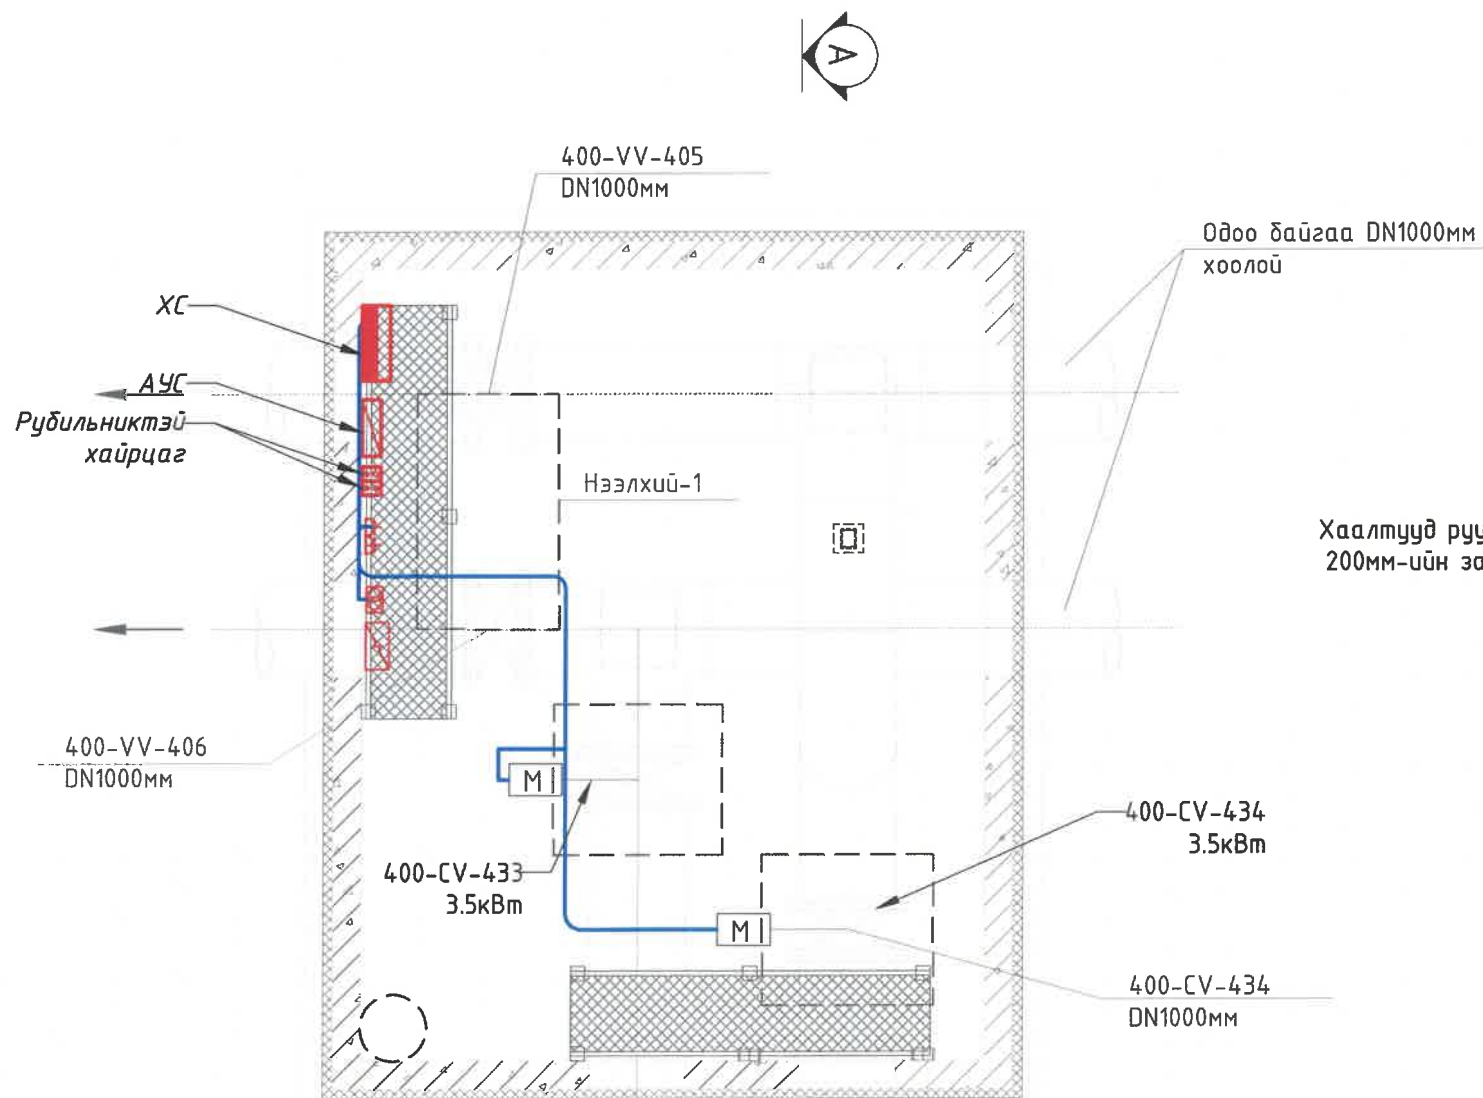 A
400-VV-405
DN1000мм
Одоо байгаа DN1000мм
хоолой
ХС
АУС
Рубильниктэй
хайрцаг
Нээлхий-1
Хаалтууд
200мм-ийн
400-VV-406
DN1000мм
M
400-CV-434
3.5кВт
400-CV-433
3.5кВт
M
400-CV-434
DN1000мм